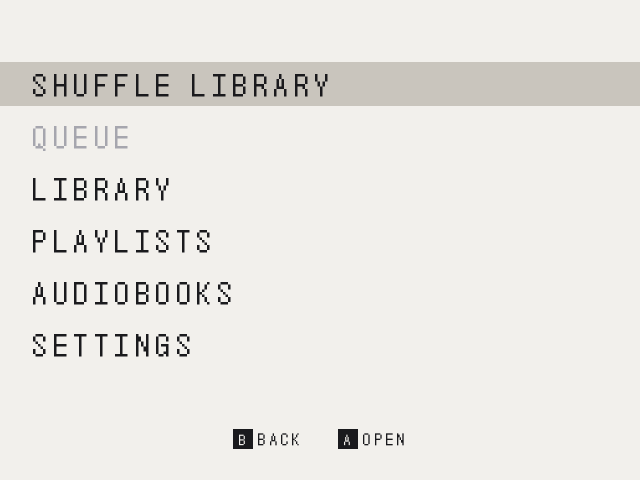 SHUFFLE LIBRARY
QUEUE
LIBRARY
PLAYLISTS
AUDIOBOOKS
SETTINGS
B BACK A OPEN